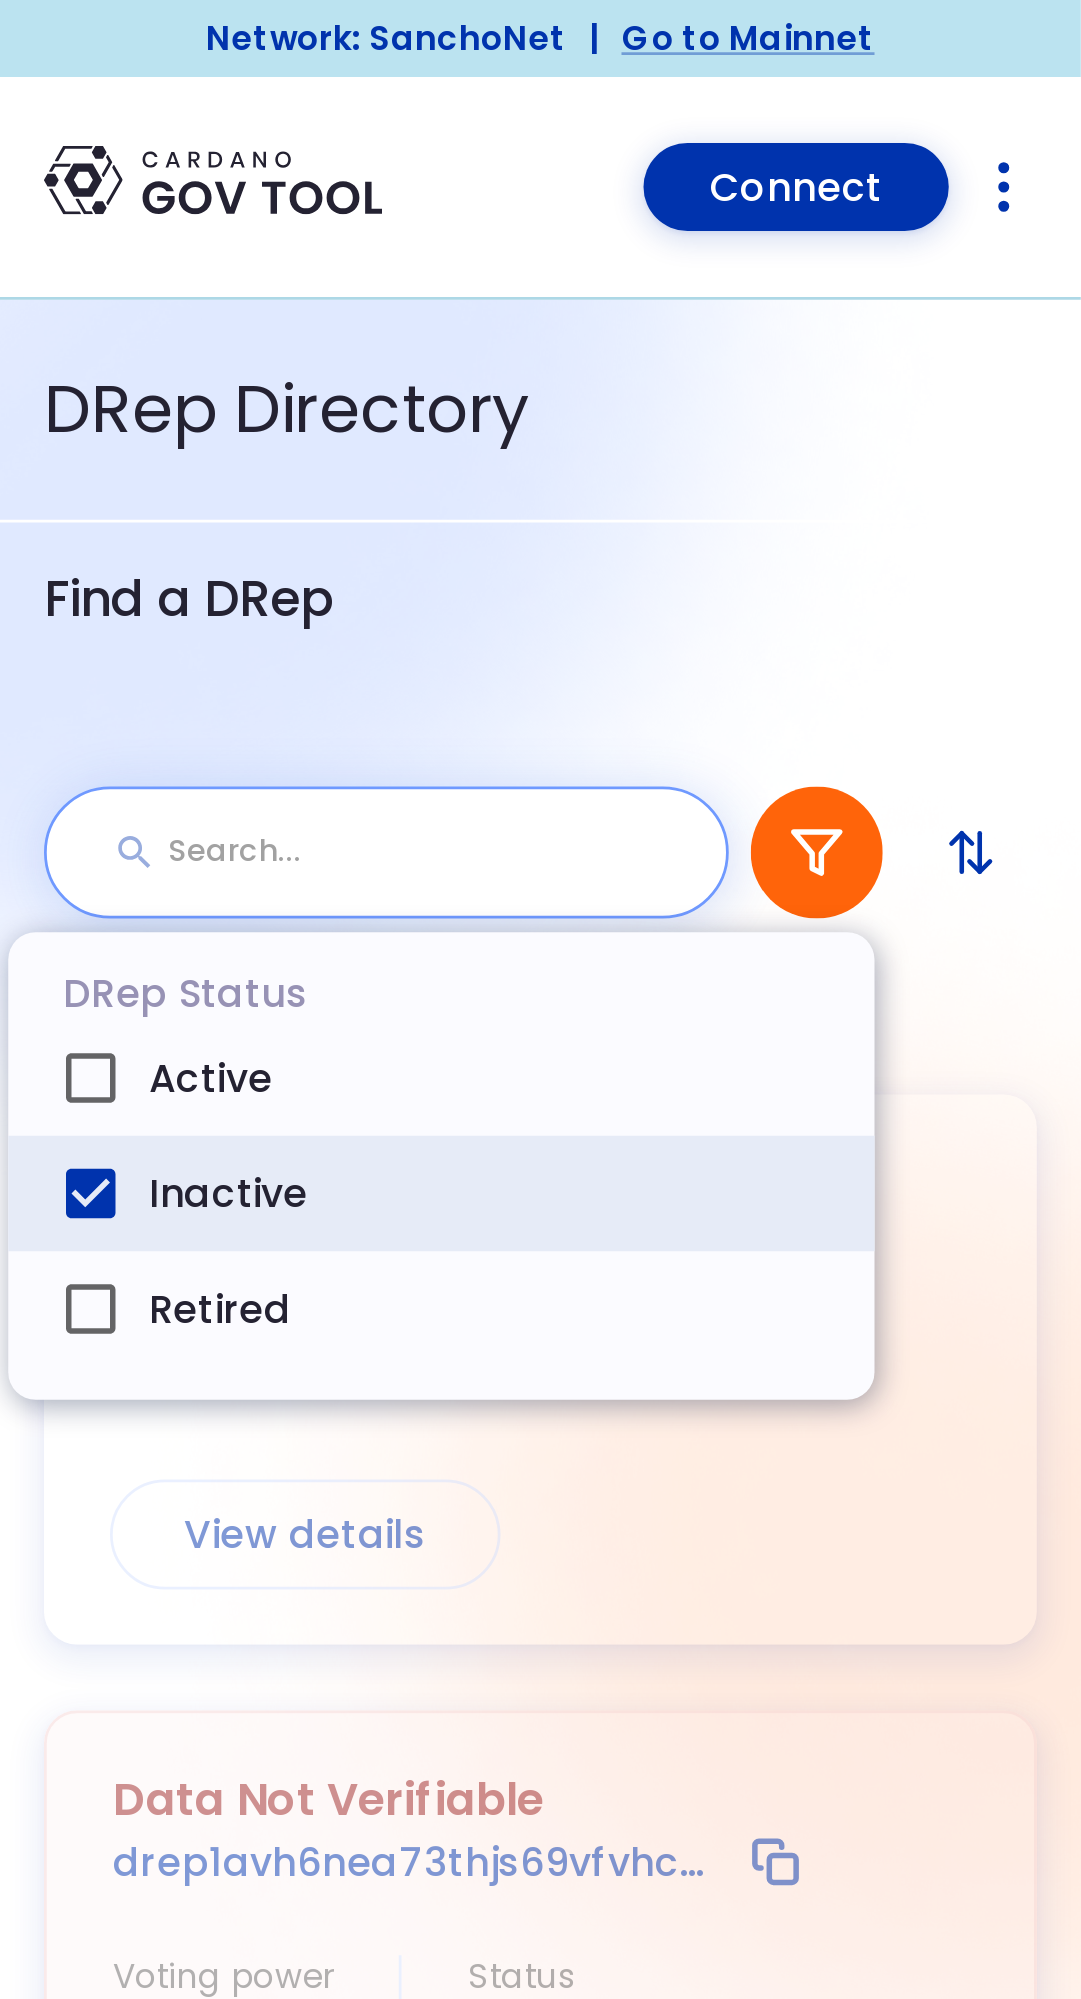 Network: SanchoNet | Go to Mainnet
CARDANO
GOV TOOL
Connect
DRep Directory
Find a DRep
Search...
DRep Status
Active
Inactive
Retired
View details
Data Not Verifiable
drep1avh6nea73thjs69vfvhc...
Voting power
Status